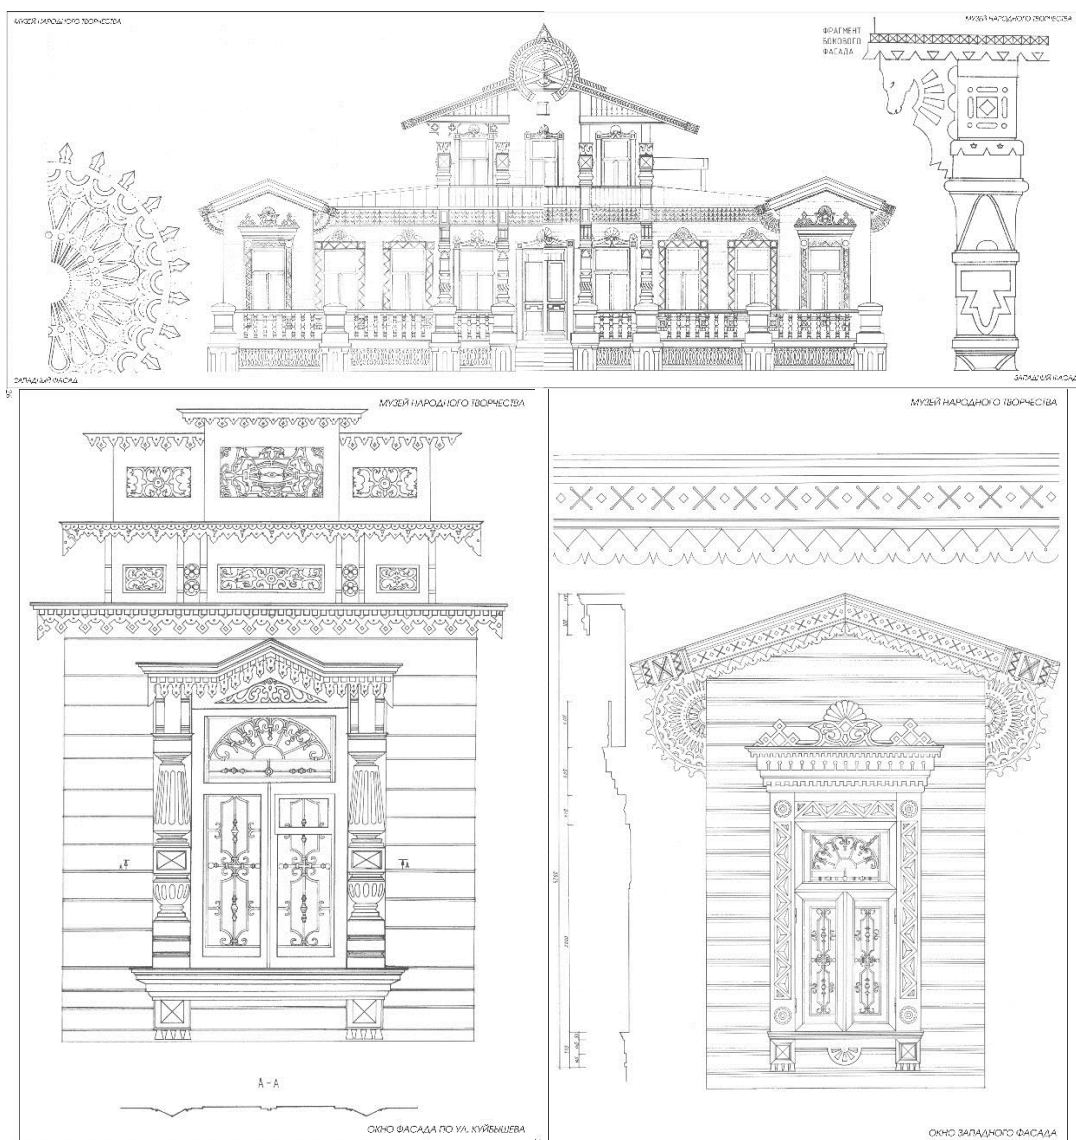 МУЗЕЙ НАРОДНОГО ТВОРЧЕСТВА
МУЗЕЙ НАРОДНОГО ТВОРЧЕСТВА
ФРАГМЕНТ
БОКОВОГО
ФАСАДА
ЗАПАДНЫЙ ФАСАД
ЗАПАДНЫЙ ФАСАД
26
МУЗЕЙ НАРОДНОГО ТВОРЧЕСТВА
А
А
А - А
ОКНО ФАСАДА ПО УЛ. КУЙБЫШЕВА
МУЗЕЙ НАРОДНОГО ТВОРЧЕСТВА
ОКНО ЗАПАДНОГО ФАСАДА